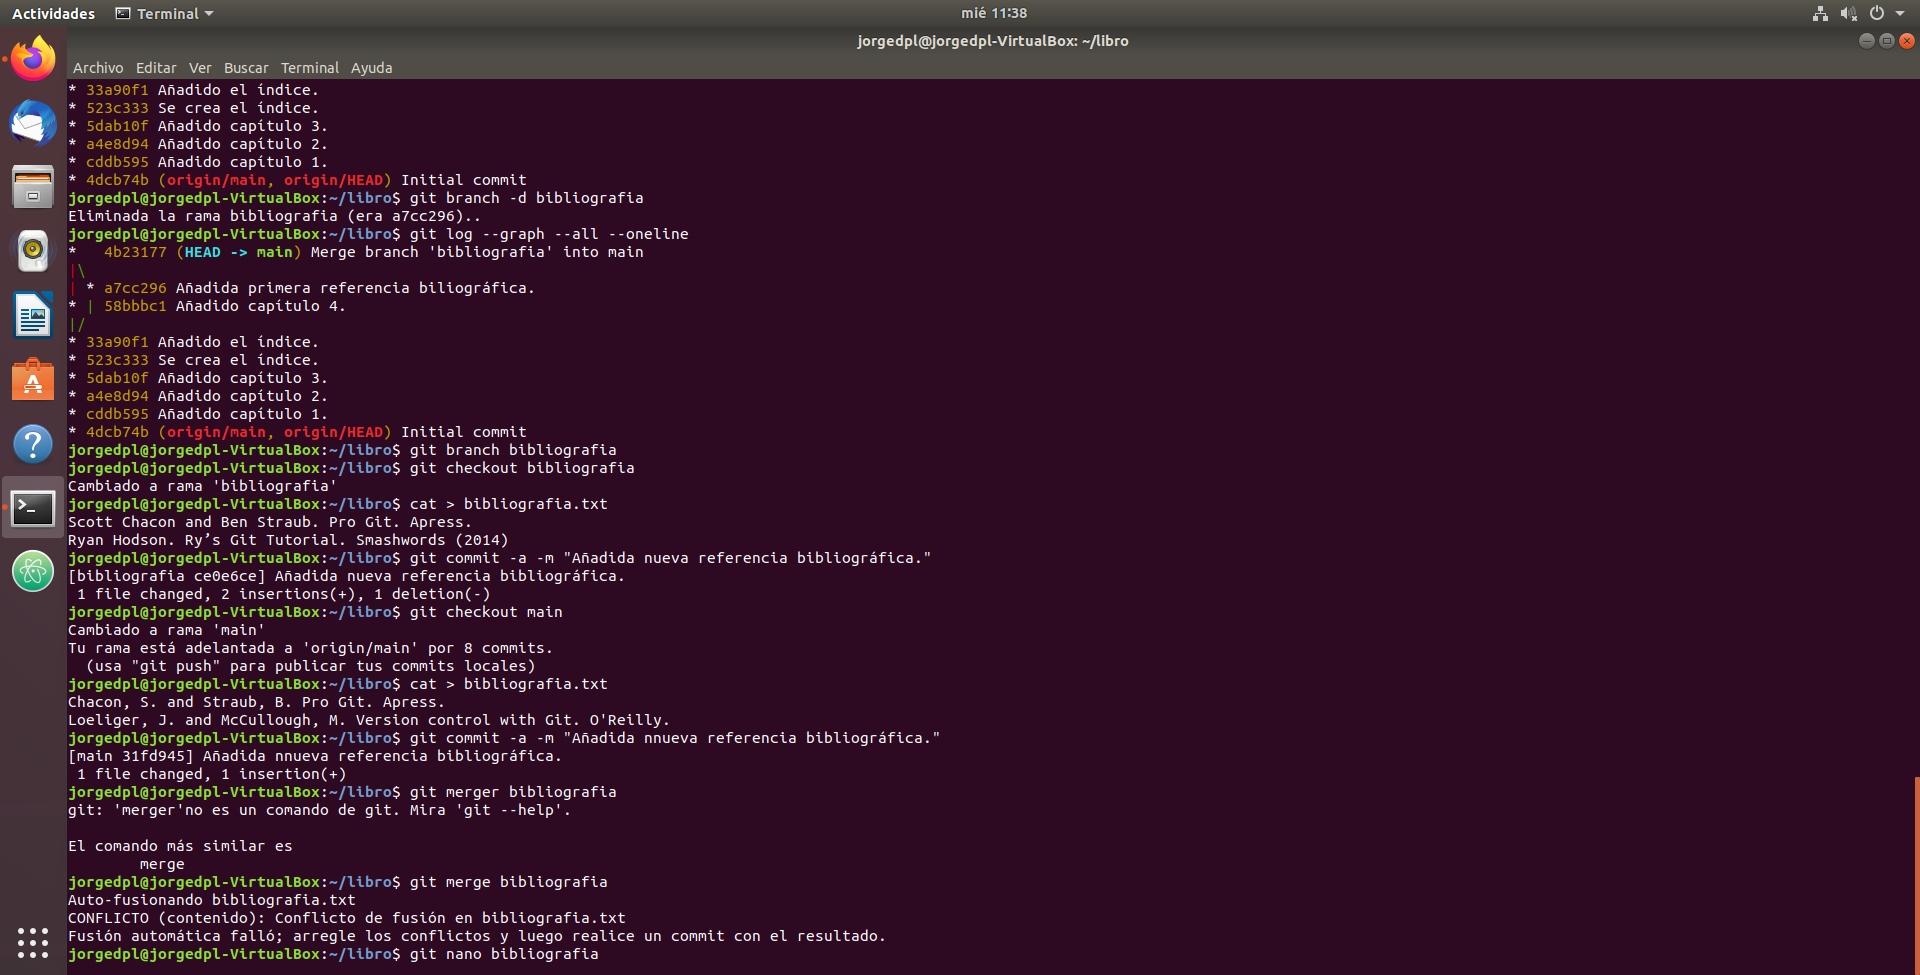 Actividades Terminal mié 11:38
jorgedpl@jorgedpl-VirtualBox: ~/libro
Archivo Editar Ver Buscar Terminal Ayuda
* 33a90f1 Añadido el índice.
* 523c333 Se crea el índice.
* 5dab10f Añadido capítulo 3.
* a4e8d94 Añadido capítulo 2.
* cddb595 Añadido capítulo 1.
* 4dcb74b (origin/main, origin/HEAD) Initial commit
jorgedpl@jorgedpl-VirtualBox:~/libro$ git branch -d bibliografia
Eliminada la rama bibliografia (era a7cc296)..
jorgedpl@jorgedpl-VirtualBox:~/libro$ git log --graph --all --oneline
*   4b23177 (HEAD -> main) Merge branch 'bibliografia' into main
|\
| * a7cc296 Añadida primera referencia biliográfica.
* | 58bbbc1 Añadido capítulo 4.
|/
* 33a90f1 Añadido el índice.
* 523c333 Se crea el índice.
* 5dab10f Añadido capítulo 3.
* a4e8d94 Añadido capítulo 2.
* cddb595 Añadido capítulo 1.
* 4dcb74b (origin/main, origin/HEAD) Initial commit
jorgedpl@jorgedpl-VirtualBox:~/libro$ git branch bibliografia
jorgedpl@jorgedpl-VirtualBox:~/libro$ git checkout bibliografia
Cambiado a rama 'bibliografia'
jorgedpl@jorgedpl-VirtualBox:~/libro$ cat > bibliografia.txt
Scott Chacon and Ben Straub. Pro Git. Apress.
Ryan Hodson. Ry’s Git Tutorial. Smashwords (2014)
jorgedpl@jorgedpl-VirtualBox:~/libro$ git commit -a -m "Añadida nueva referencia bibliográfica."
[bibliografia ce0e6ce] Añadida nueva referencia bibliográfica.
 1 file changed, 2 insertions(+), 1 deletion(-)
jorgedpl@jorgedpl-VirtualBox:~/libro$ git checkout main
Cambiado a rama 'main'
Tu rama está adelantada a 'origin/main' por 8 commits.
  (usa "git push" para publicar tus commits locales)
jorgedpl@jorgedpl-VirtualBox:~/libro$ cat > bibliografia.txt
Chacon, S. and Straub, B. Pro Git. Apress.
Loeliger, J. and McCullough, M. Version control with Git. O'Reilly.
jorgedpl@jorgedpl-VirtualBox:~/libro$ git commit -a -m "Añadida nnueva referencia bibliográfica."
[main 31fd945] Añadida nnueva referencia bibliográfica.
 1 file changed, 1 insertion(+)
jorgedpl@jorgedpl-VirtualBox:~/libro$ git merger bibliografia
git: 'merger'no es un comando de git. Mira 'git --help'.
El comando más similar es
        merge
jorgedpl@jorgedpl-VirtualBox:~/libro$ git merge bibliografia
Auto-fusionando bibliografia.txt
CONFLICTO (contenido): Conflicto de fusión en bibliografia.txt
Fusión automática falló; arregle los conflictos y luego realice un commit con el resultado.
jorgedpl@jorgedpl-VirtualBox:~/libro$ git nano bibliografia